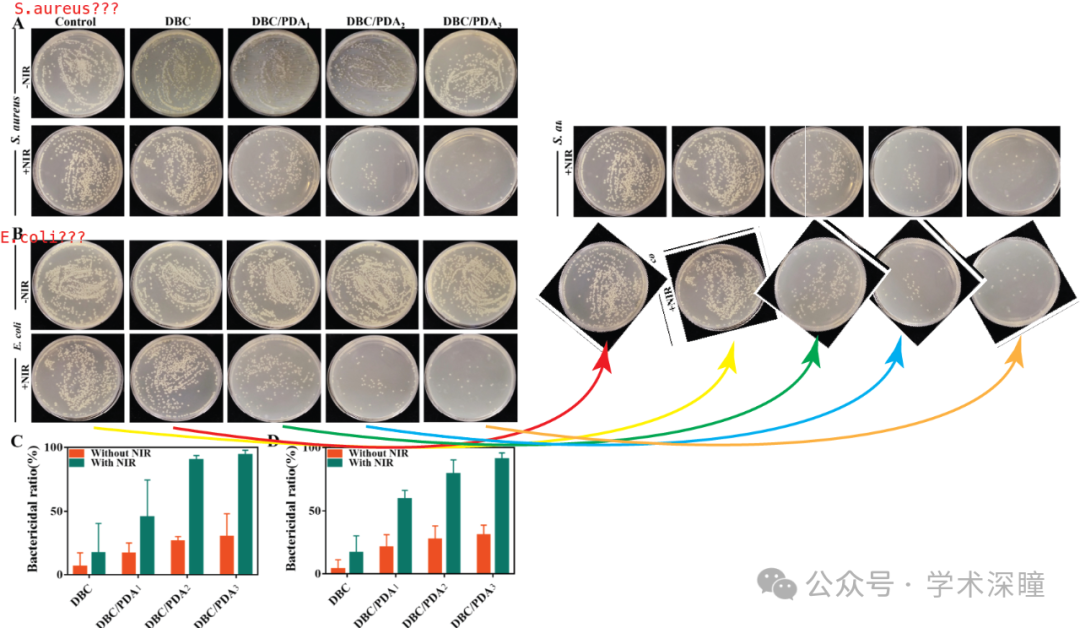 S.aureus???
A
Control
DBC
DBC/PDA1
DBC/PDA2
DBC/PDA3
-NIR
S. aureus
+NIR
S. au
+NIR
E.coli???
B
-NIR
E. coli
+NIR
co
+NIR
C
100
50
0
Bactericidal ratio(%)
Without NIR
With NIR
DBC
DBC/PDA1
DBC/PDA2
DBC/PDA3
D
100
50
0
Bactericidal ratio(%)
Without NIR
With NIR
DBC
DBC/PDA1
DBC/PDA2
DBC/PDA3
公众号 · 学术深瞳